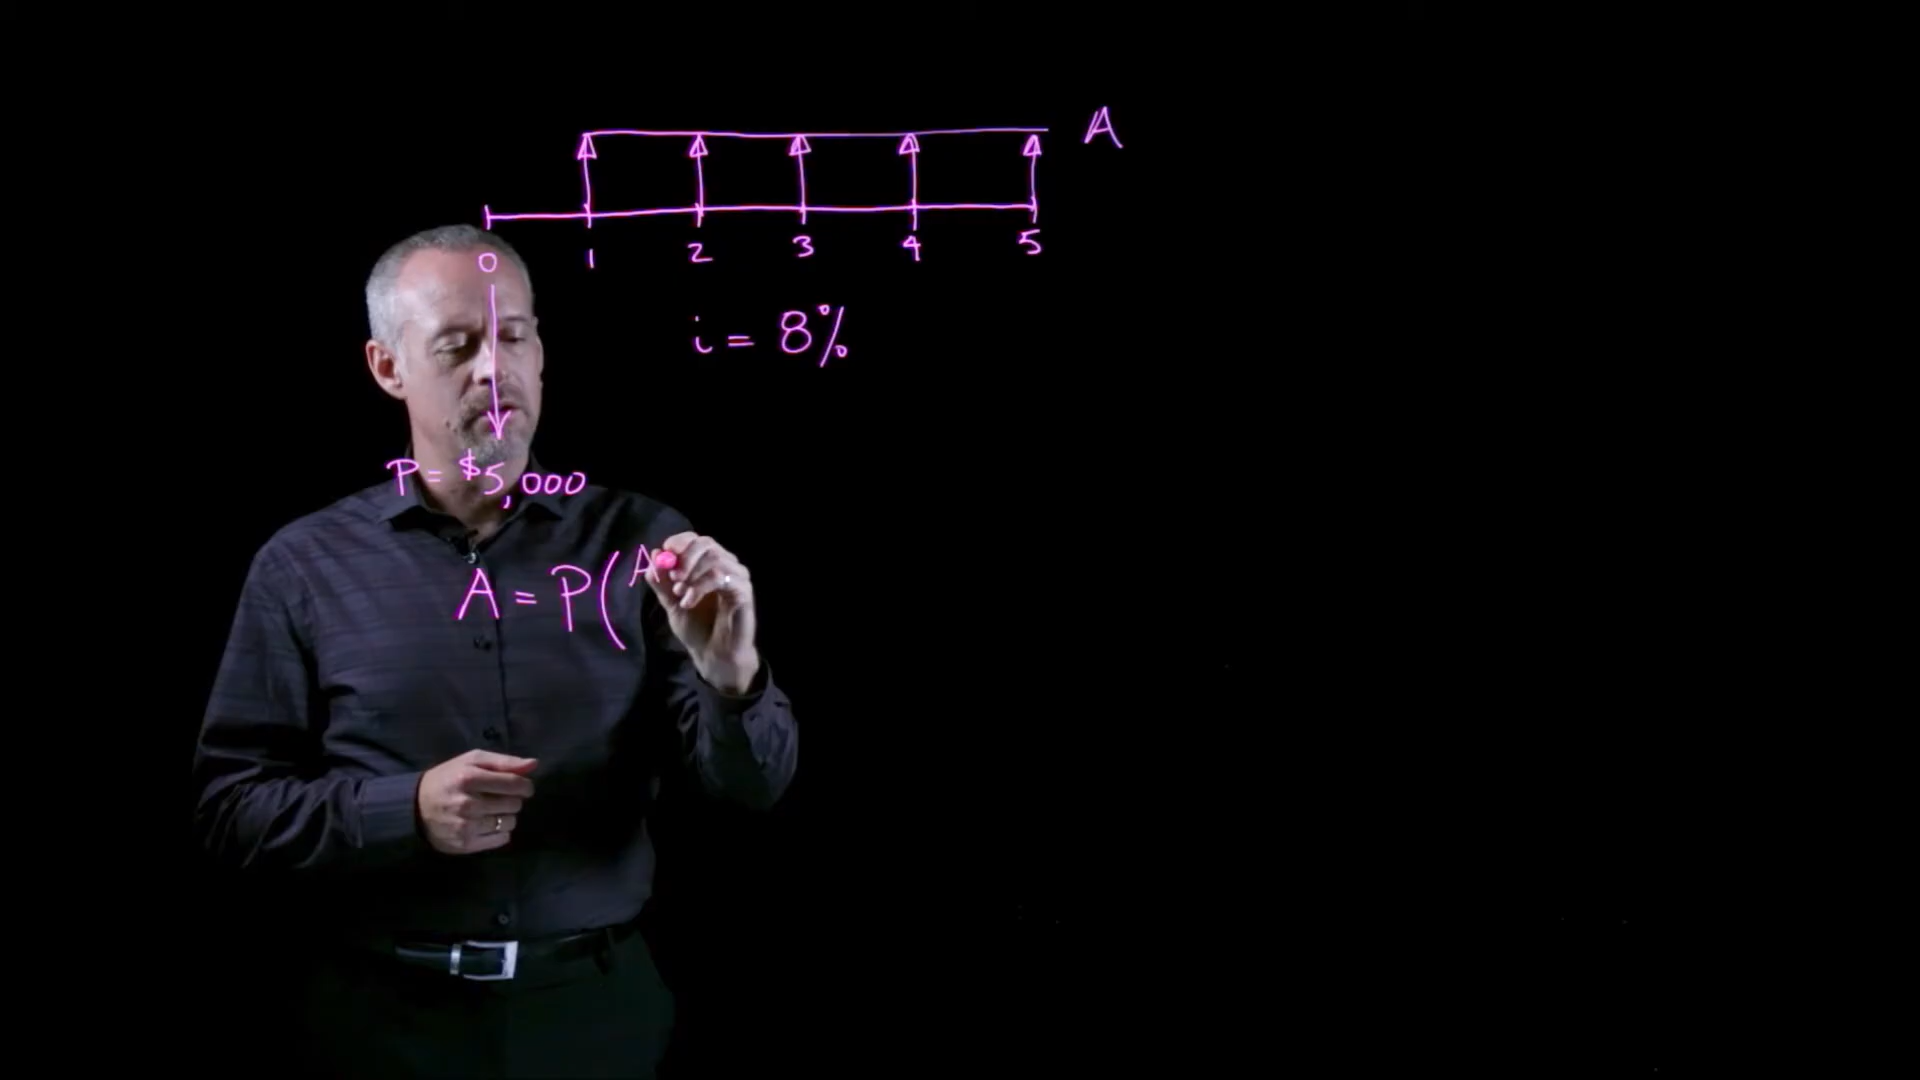 A
0 1 2 3 4 5
i = 8%
P = $5,000
A = P(A